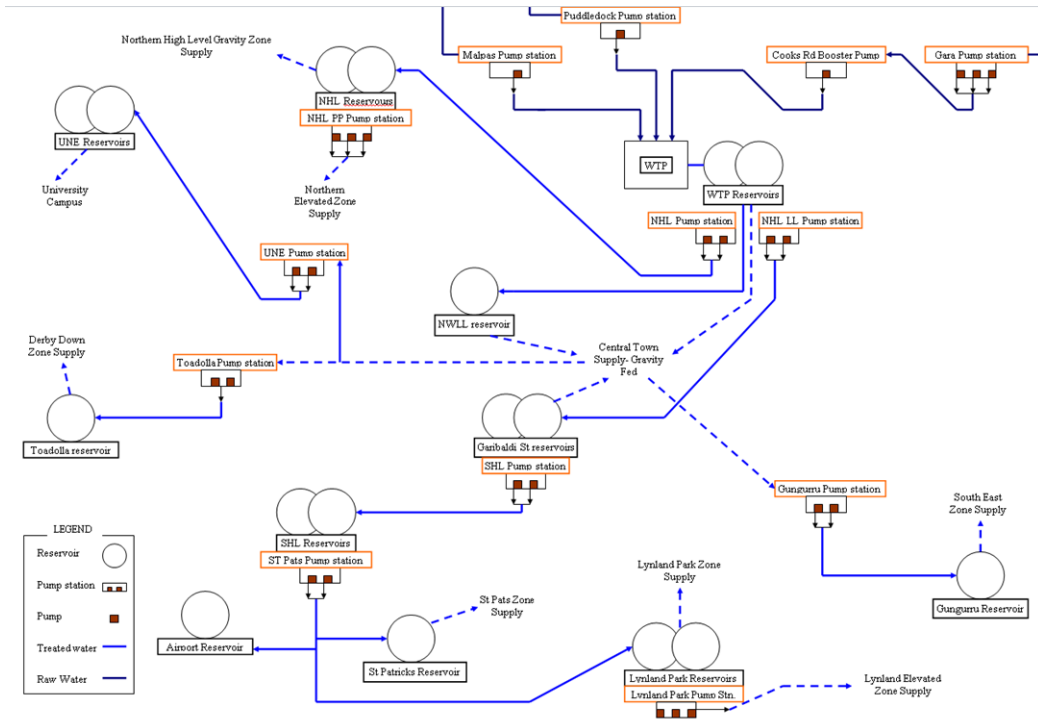 Puddledock Pump station
Northern High Level Gravity Zone
Supply
Malpas Pump station
Cooks Rd Booster Pump
Gara Pump station
NHL Reservours
NHL PP Pump station
UNE Reservoirs
WTP
WTP Reservoirs
University
Campus
Northern
Elevated Zone
Supply
NHL Pump station
NHL LL Pump station
UNE Pump station
NWLL reservoir
Derby Down
Zone Supply
Central Town
Supply- Gravity
Fed
Toadolla Pump station
Toadolla reservoir
Garibaldi St reservoirs
SHL Pump station
Gungurru Pump station
South East
Zone Supply
LEGEND
Reservoir
Pump station
Pump
Treated water
Raw Water
SHL Reservoirs
ST Pats Pump station
Lynland Park Zone
Supply
St Pats Zone
Supply
Gungurru Reservoir
Airport Reservoir
St Patricks Reservoir
Lynland Park Reservoirs
Lynland Park Pump Stn.
Lynland Elevated
Zone Supply